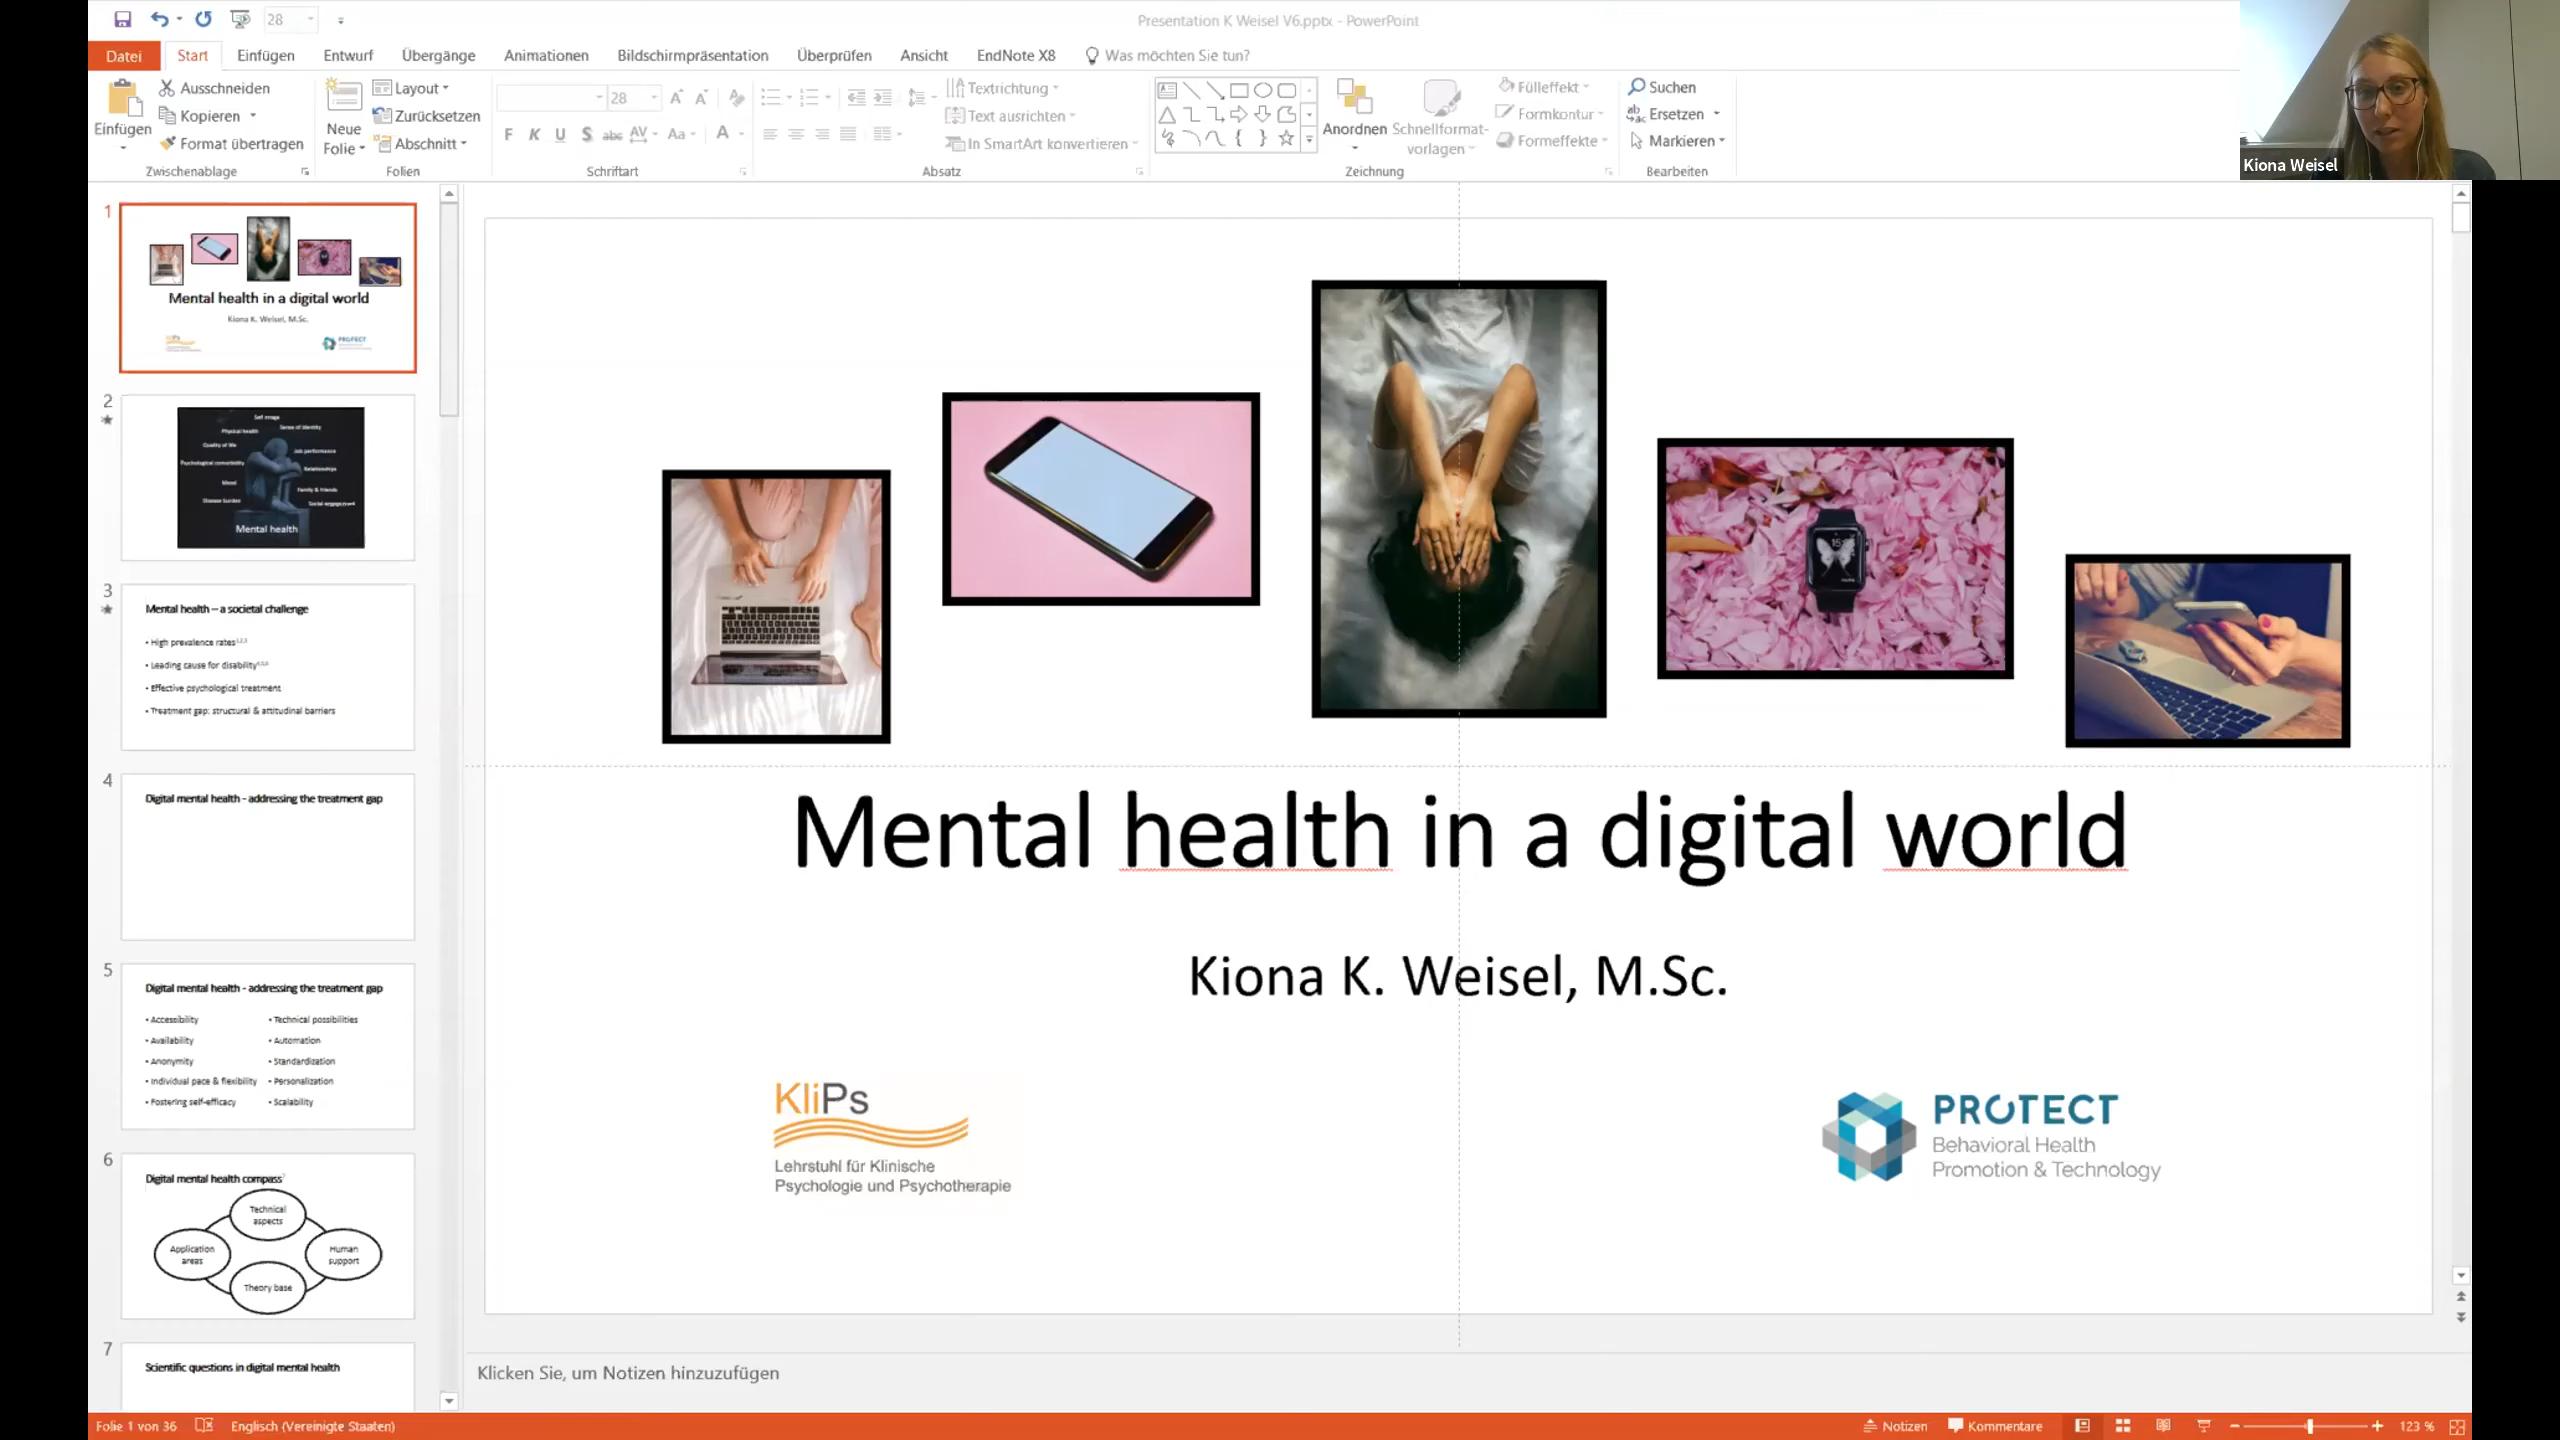 28
Presentation K Weisel V6.pptx - PowerPoint
Datei Start Einfügen Entwurf Übergänge Animationen Bildschirmpräsentation Überprüfen Ansicht EndNote X8 Was möchten Sie tun?
Einfügen
Ausschneiden
Kopieren
Format übertragen
Zwischenablage
Neue Folie
Layout
Zurücksetzen
Abschnitt
Folien
28
F K U S abc AV Aa A
Schriftart
Textrichtung
Text ausrichten
In SmartArt konvertieren
Absatz
Anordnen
Schnellformat-
vorlagen
Fülleffekt
Formkontur
Formeffekte
Zeichnung
Suchen
Ersetzen
Markieren
Bearbeiten
Kiona Weisel
1
Mental health in a digital world
Kiona K. Weisel, M.Sc.
2
Self image
Physical health
Sense of identity
Quality of life
Job performance
Psychological comorbidity
Relationships
Mood
Family & friends
Disease burden
Social engagement
Mental health
3
Mental health – a societal challenge
• High prevalence rates
• Leading cause for disability
• Effective psychological treatment
• Treatment gap: structural & attitudinal barriers
4
Digital mental health - addressing the treatment gap
5
Digital mental health - addressing the treatment gap
• Accessibility
• Availability
• Anonymity
• Individual pace & flexibility
• Fostering self-efficacy
• Technical possibilities
• Automation
• Standardization
• Personalization
• Scalability
6
Digital mental health compass
Technical
aspects
Application
areas
Human
support
Theory base
7
Scientific questions in digital mental health
Mental health in a digital world
Kiona K. Weisel, M.Sc.
KliPs
Lehrstuhl für Klinische
Psychologie und Psychotherapie
PROTECT
Behavioral Health
Promotion & Technology
Klicken Sie, um Notizen hinzuzufügen
Folie 1 von 36 Englisch (Vereinigte Staaten) Notizen Kommentare 123 %